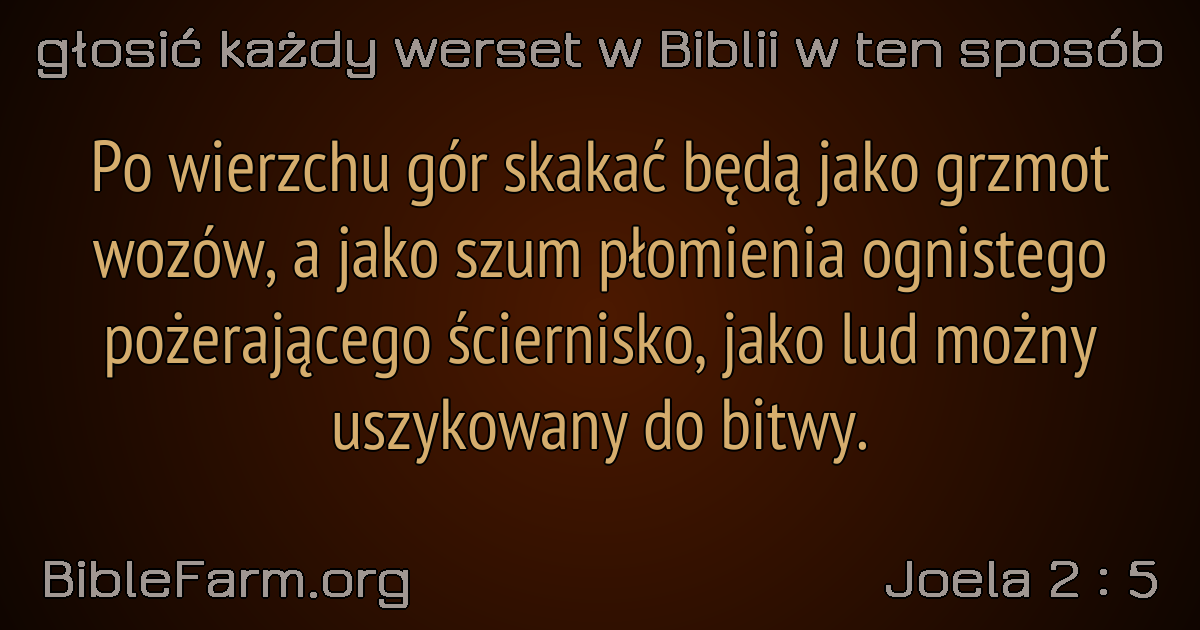 głosić każdy werset w Biblii w ten sposób
Po wierzchu gór skakać będą jako grzmot
wozów, a jako szum płomienia ognistego
pożerającego ściernisko, jako lud możny
uszykowany do bitwy.
BibleFarm.org
Joela 2 : 5